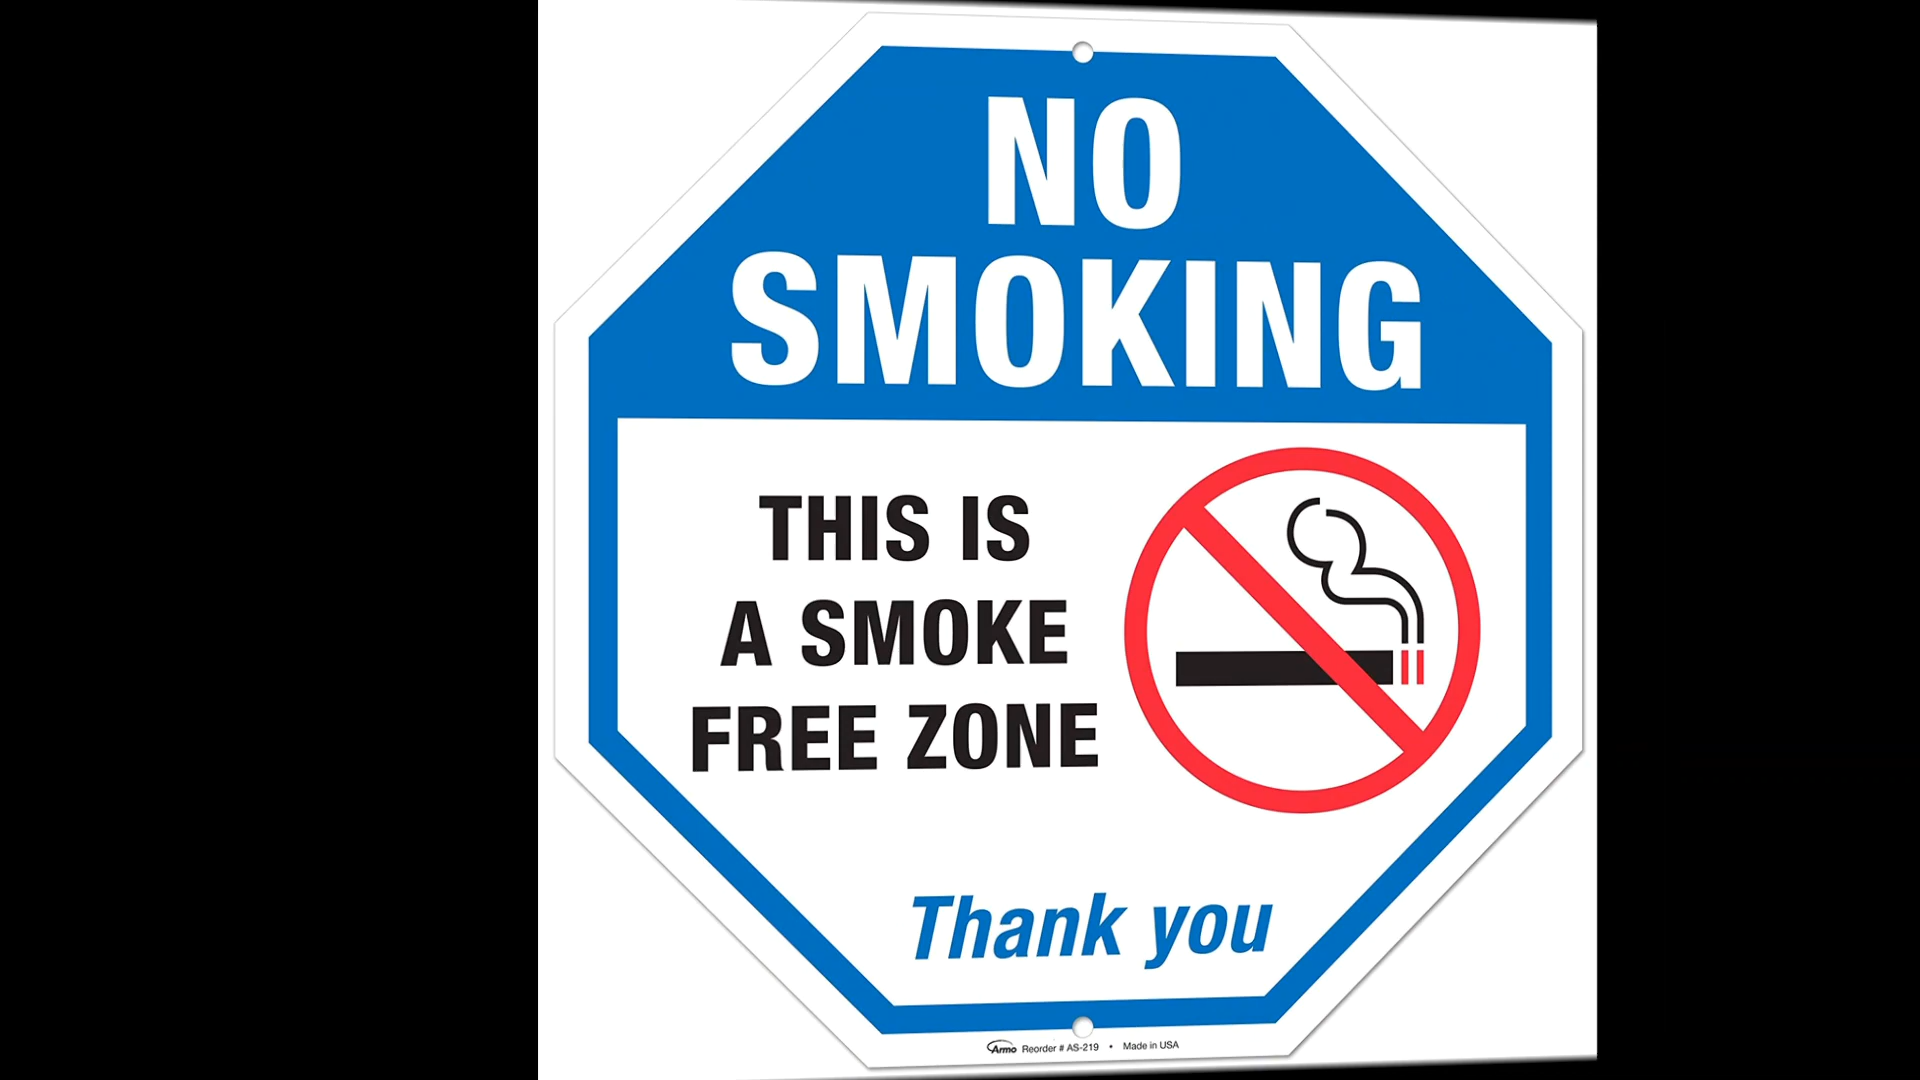 NO
SMOKING
THIS IS
A SMOKE
FREE ZONE
Thank you
Armo Reorder # AS-219 • Made in USA